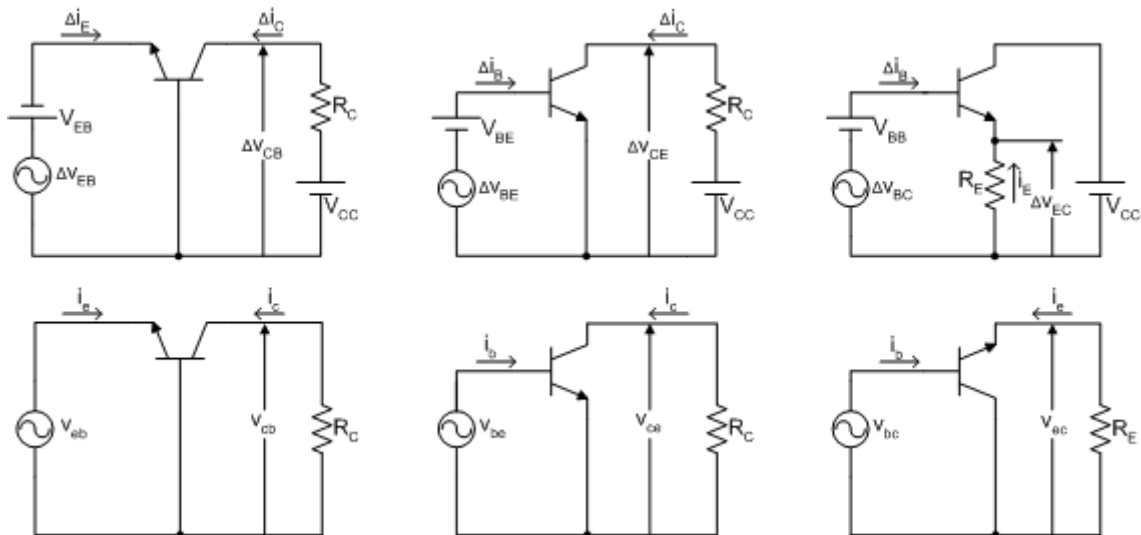 Δi_E Δi_C
V_EB
ΔV_EB
ΔV_CB
R_C
V_CC
Δi_B Δi_C
V_BE
ΔV_BE
ΔV_CE
R_C
V_CC
Δi_B
V_BB
ΔV_BC
R_E
i_E
ΔV_EC
V_CC
i_e i_c
v_eb
v_cb
R_C
i_b i_c
v_be
v_ce
R_C
i_b i_e
v_bc
v_ec
R_E